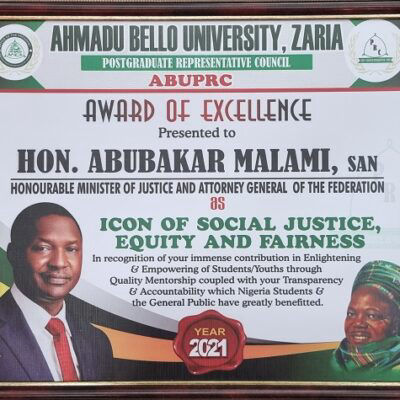 AHMADU BELLO UNIVERSITY, ZARIA
POSTGRADUATE REPRESENTATIVE COUNCIL
ABUPRC
AWARD OF EXCELLENCE
Presented to
HON. ABUBAKAR MALAMI, SAN
HONOURABLE MINISTER OF JUSTICE AND ATTORNEY GENERAL OF THE FEDERATION
as
ICON OF SOCIAL JUSTICE,
EQUITY AND FAIRNESS
In recognition of your immense contribution in Enlightening
& Empowering of Students/Youths through
Quality Mentorship coupled with your Transparency
& Accountability which Nigeria Students &
the General Public have greatly benefitted.
YEAR
2021